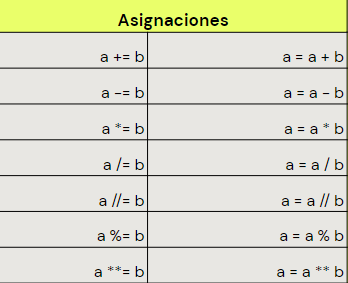 Asignaciones
a += b a = a + b
a -= b a = a - b
a *= b a = a * b
a /= b a = a / b
a //= b a = a // b
a %= b a = a % b
a **= b a = a ** b